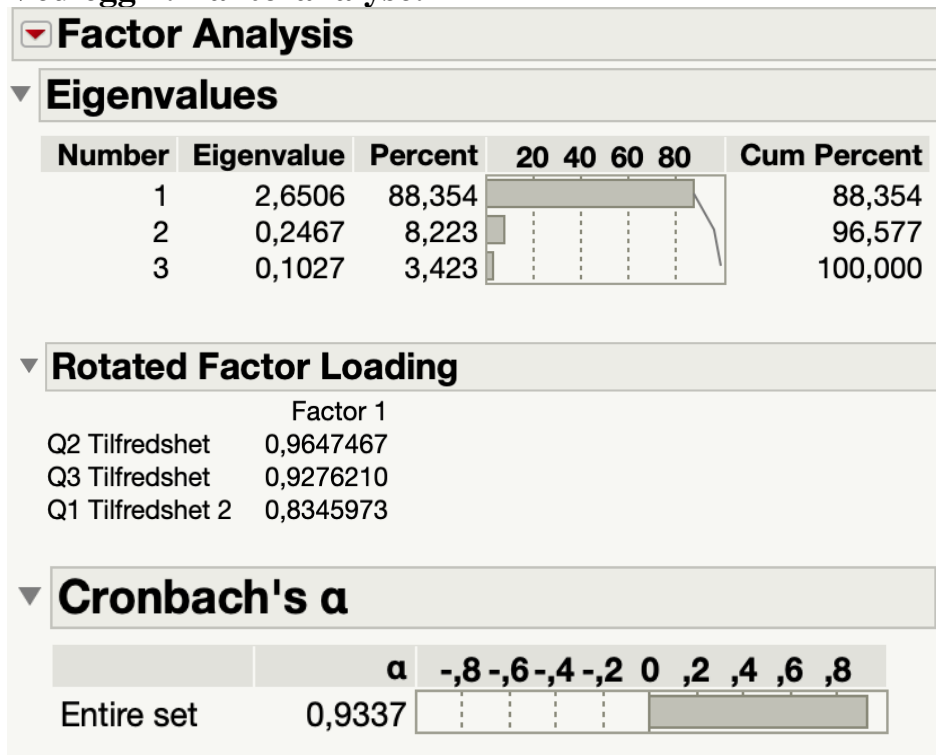 Factor Analysis
Eigenvalues
Number Eigenvalue Percent 20 40 60 80 Cum Percent
1 2,6506 88,354 88,354
2 0,2467 8,223 96,577
3 0,1027 3,423 100,000
Rotated Factor Loading
Factor 1
Q2 Tilfredshet 0,9647467
Q3 Tilfredshet 0,9276210
Q1 Tilfredshet 2 0,8345973
Cronbach's α
α -,8 -,6 -,4 -,2 0 ,2 ,4 ,6 ,8
Entire set 0,9337